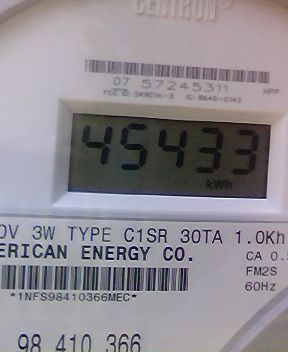 CENTRON®
07 57245311
45433
kWh
0V 3W TYPE C1SR 30TA 1.0Kh
ERICAN ENERGY CO.
CA 0.
FM2S
60Hz
*1NFS98410366MEC*
98 410 366